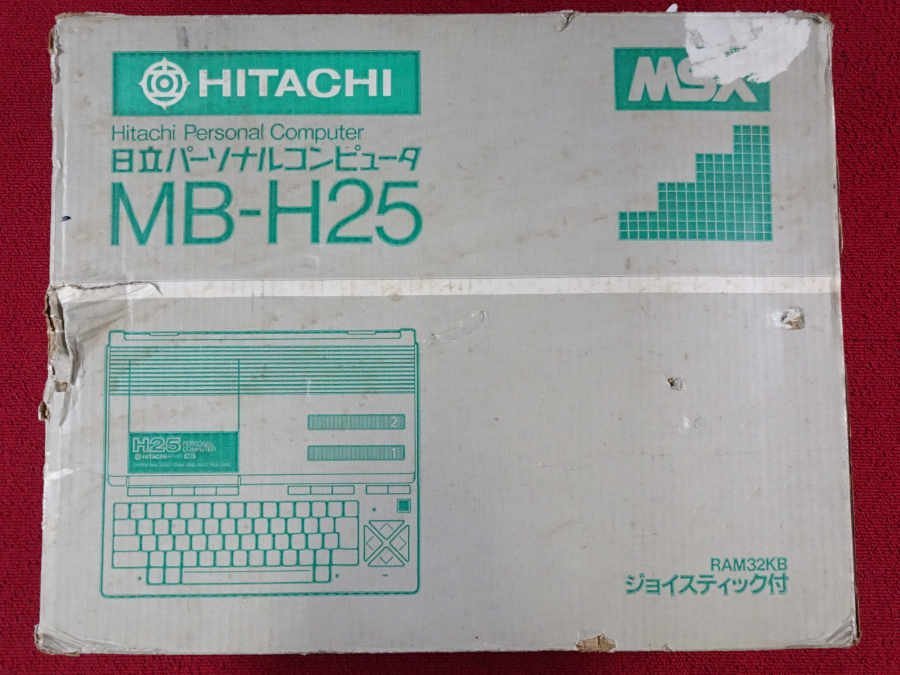 HITACHI
MSX
Hitachi Personal Computer
日立パーソナルコンピュータ
MB-H25
2
H25
HITACHI
1
RAM32KB
ジョイスティック付